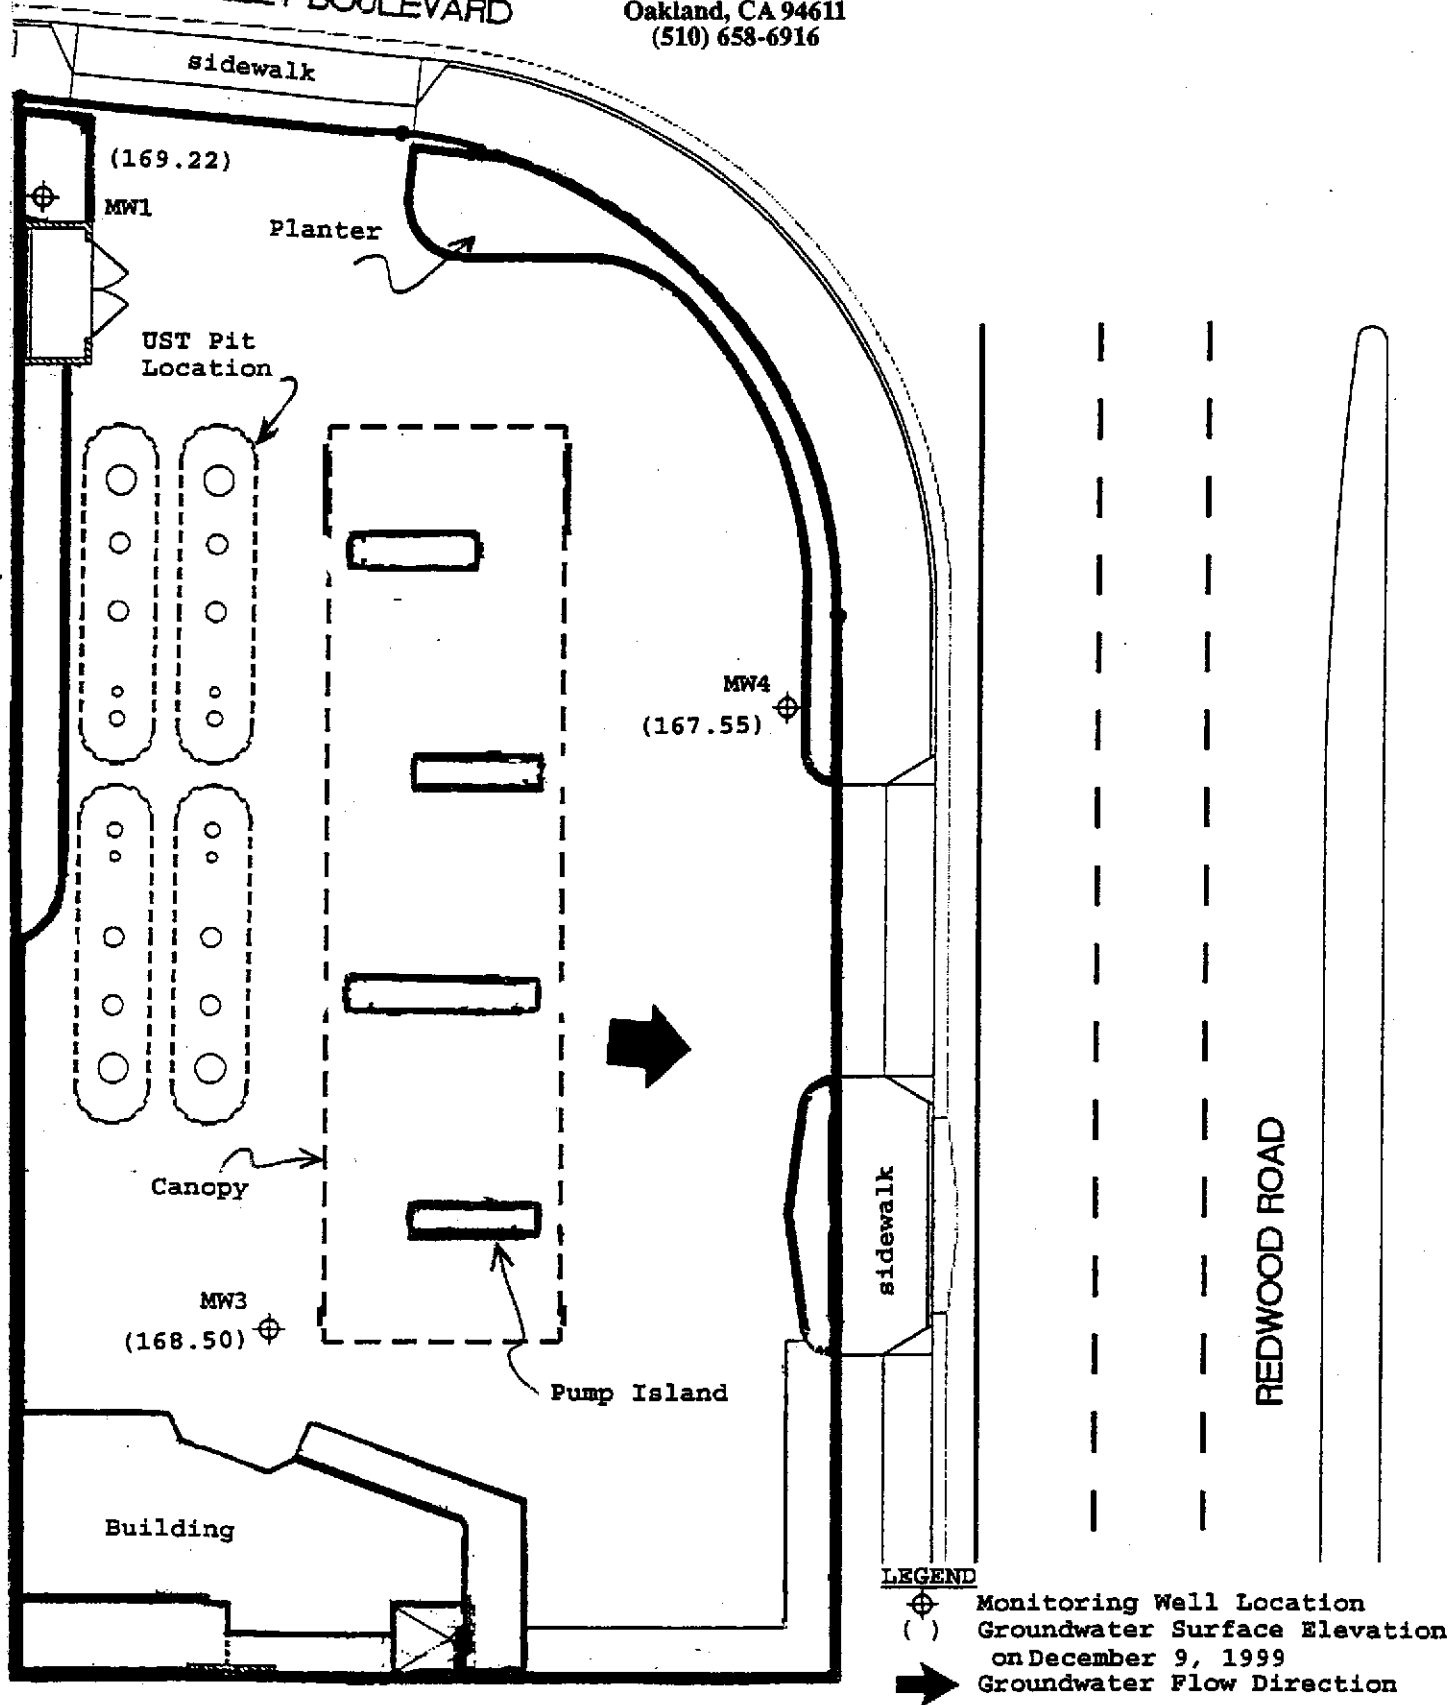 BOULEVARD
Oakland, CA 94611
(510) 658-6916
sidewalk
(169.22)
MW1
Planter
UST Pit
Location
MW4
(167.55)
Canopy
sidewalk
REDWOOD ROAD
MW3
(168.50)
Pump Island
Building
LEGEND
Monitoring Well Location
( ) Groundwater Surface Elevation
on December 9, 1999
Groundwater Flow Direction